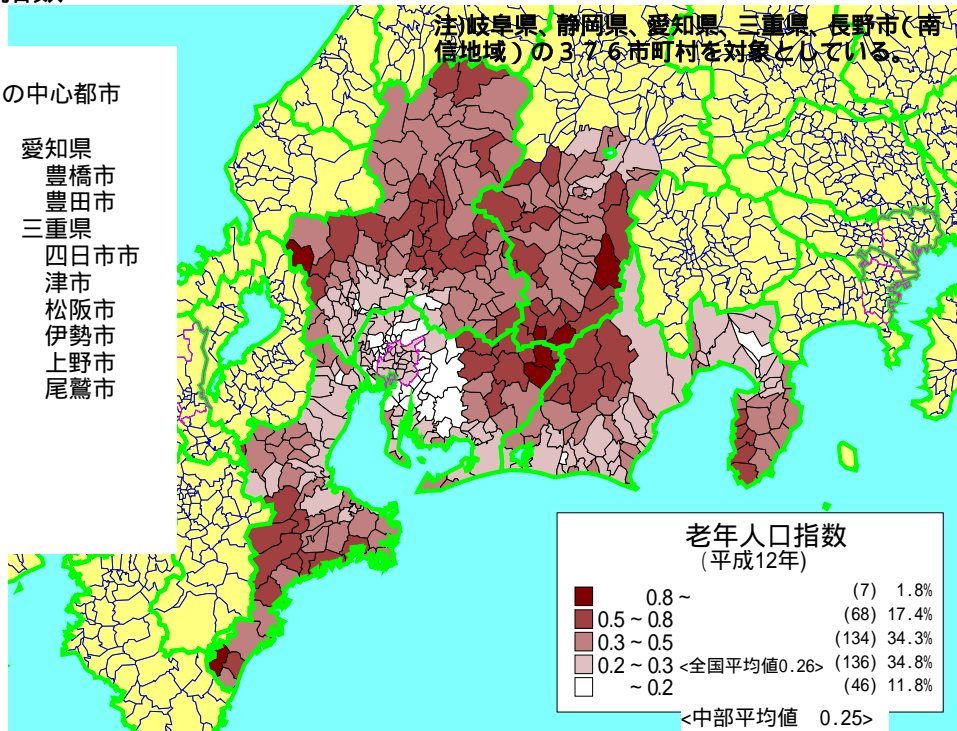 注)岐阜県、静岡県、愛知県、三重県、長野市(南
信地域)の376市町村を対象としている。
の中心都市
愛知県
豊橋市
豊田市
三重県
四日市市
津市
松阪市
伊勢市
上野市
尾鷲市
老年人口指数
(平成12年)
0.8 ~ (7) 1.8%
0.5 ~ 0.8 (68) 17.4%
0.3 ~ 0.5 (134) 34.3%
0.2 ~ 0.3 <全国平均値0.26> (136) 34.8%
~ 0.2 (46) 11.8%
<中部平均値 0.25>